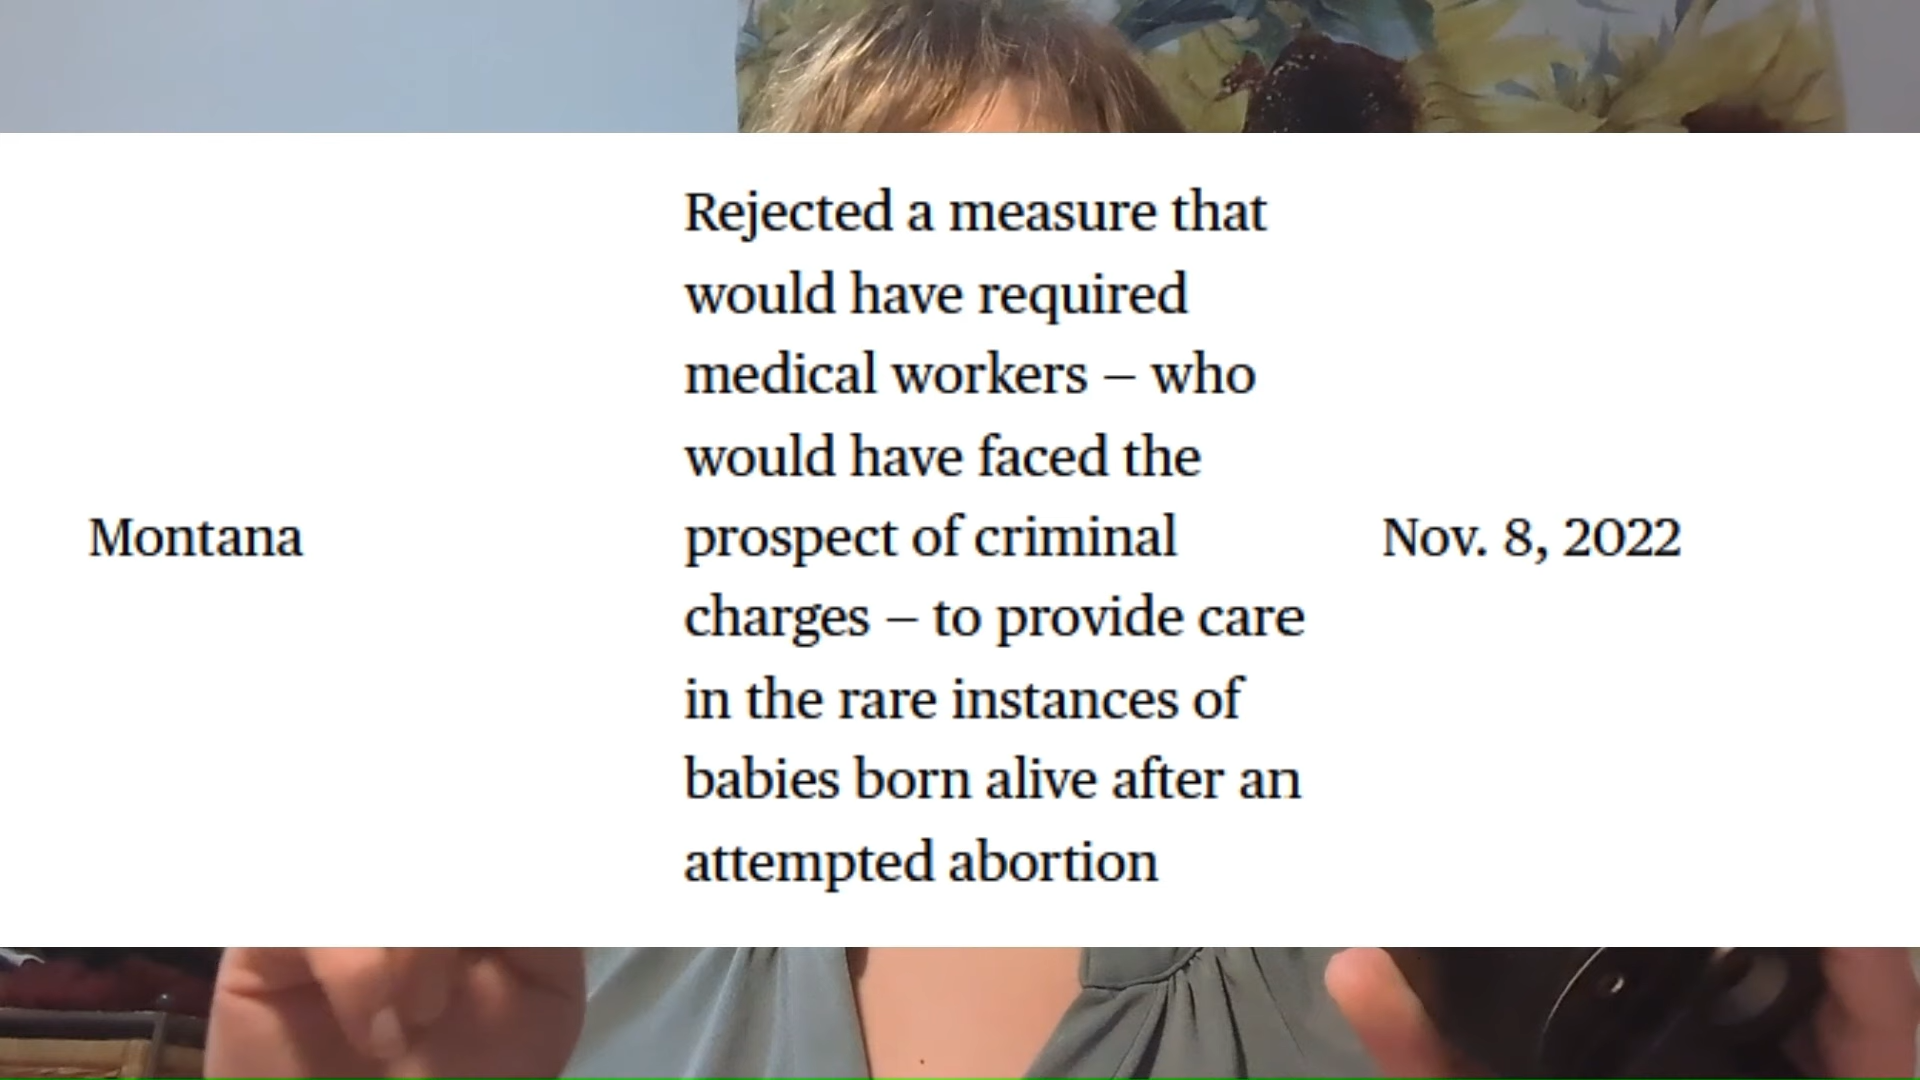 Rejected a measure that
would have required
medical workers — who
would have faced the
Montana prospect of criminal Nov. 8, 2022
charges — to provide care
in the rare instances of
babies born alive after an
attempted abortion